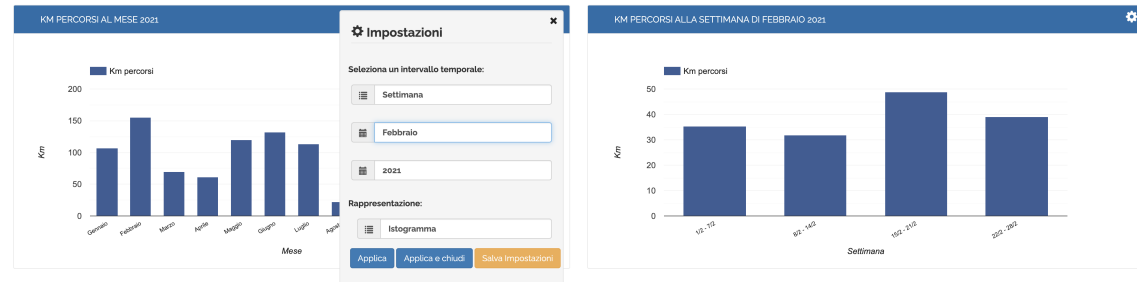 KM PERCORSI AL MESE 2021
Km percorsi
200
150
100
50
0
Km
Gennaio
Febbraio
Marzo
Aprile
Maggio
Giugno
Luglio
Mese
×
Impostazioni
Seleziona un intervallo temporale:
Settimana
Febbraio
2021
Rappresentazione:
Istogramma
Applica
Applica e chiudi
Salva Impostazioni
KM PERCORSI ALLA SETTIMANA DI FEBBRAIO 2021
Km percorsi
50
40
30
20
10
0
Km
1/2 - 7/2
8/2 - 14/2
15/2 - 21/2
22/2 - 28/2
Settimana